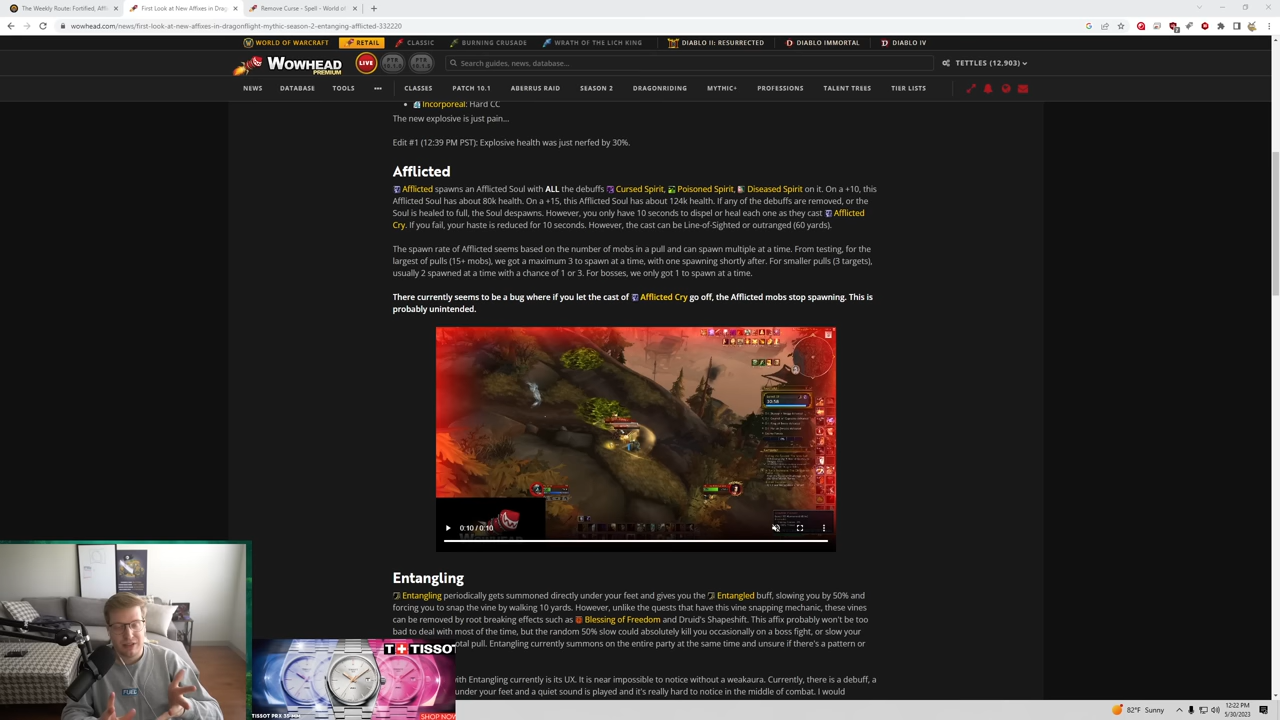 The Weekly Route: Fortified, Aff
First Look at New Affixes in Drag
Remove Curse - Spell - World of
wowhead.com/news/first-look-at-new-affixes-in-dragonflight-mythic-season-2-entangling-afflicted-332220
WORLD OF WARCRAFT RETAIL CLASSIC BURNING CRUSADE WRATH OF THE LICH KING DIABLO II: RESURRECTED DIABLO IMMORTAL DIABLO IV
WOWHEAD PREMIUM LIVE PTR PTR Search guides, news, database... TETTLES (12,903)
NEWS DATABASE TOOLS ••• CLASSES PATCH 10.1 ABERRUS RAID SEASON 2 DRAGONRIDING MYTHIC+ PROFESSIONS TALENT TREES TIER LISTS
• Incorporeal: Hard CC
The new explosive is just pain...
Edit #1 (12:39 PM PST): Explosive health was just nerfed by 30%.
Afflicted
Afflicted spawns an Afflicted Soul with ALL the debuffs Cursed Spirit, Poisoned Spirit, Diseased Spirit on it. On a +10, this
Afflicted Soul has about 80k health. On a +15, this Afflicted Soul has about 124k health. If any of the debuffs are removed, or the
Soul is healed to full, the Soul despawns. However, you only have 10 seconds to dispel or heal each one as they cast Afflicted
Cry. If you fail, your haste is reduced for 10 seconds. However, the cast can be Line-of-Sighted or outranged (60 yards).
The spawn rate of Afflicted seems based on the number of mobs in a pull and can spawn multiple at a time. From testing, for the
largest of pulls (15+ mobs), we got a maximum 3 to spawn at a time, with one spawning shortly after. For smaller pulls (3 targets),
usually 2 spawned at a time with a chance of 1 or 3. For bosses, we only got 1 to spawn at a time.
There currently seems to be a bug where if you let the cast of Afflicted Cry go off, the Afflicted mobs stop spawning. This is
probably unintended.
0:10 / 0:10
Entangling
Entangling periodically gets summoned directly under your feet and gives you the Entangled buff, slowing you by 50% and
forcing you to snap the vine by walking 10 yards. However, unlike the quests that have this vine snapping mechanic, these vines
can be removed by root breaking effects such as Blessing of Freedom and Druid's Shapeshift. This affix probably won't be too
bad to deal with most of the time, but the random 50% slow could absolutely kill you occasionally on a boss fight, or slow your
otal pull. Entangling currently summons on the entire party at the same time and unsure if there's a pattern or
with Entangling currently is its UX. It is near impossible to notice without a weakaura. Currently, there is a debuff, a
under your feet and a quiet sound is played and it's really hard to notice in the middle of combat. I would
FUEL
T+TISSOT
TISSOT PRX 35 MM
SHOP NOW
82°F Sunny
12:22 PM
5/30/2023